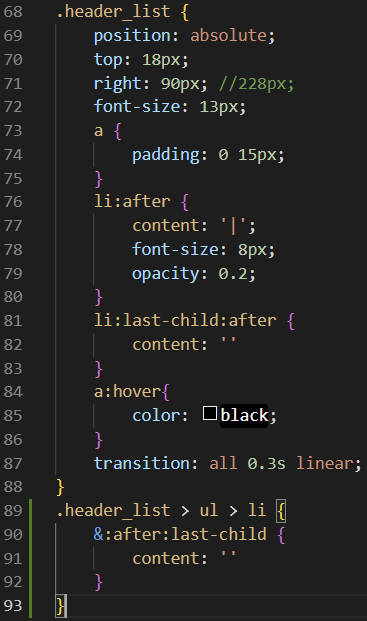 68 .header_list {
69     position: absolute;
70     top: 18px;
71     right: 90px; //228px;
72     font-size: 13px;
73     a {
74         padding: 0 15px;
75     }
76     li:after {
77         content: '|';
78         font-size: 8px;
79         opacity: 0.2;
80     }
81     li:last-child:after {
82         content: ''
83     }
84     a:hover{
85         color: black;
86     }
87     transition: all 0.3s linear;
88 }
89 .header_list > ul > li {
90     &:after:last-child {
91         content: ''
92     }
93 }